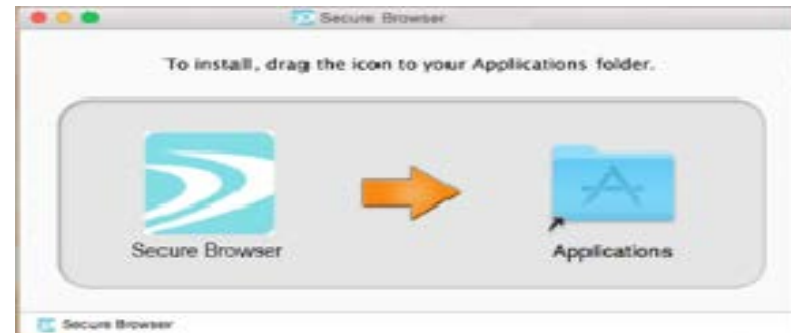 Secure Browser
To install, drag the icon to your Applications folder.
Secure Browser
Applications
Secure Browser